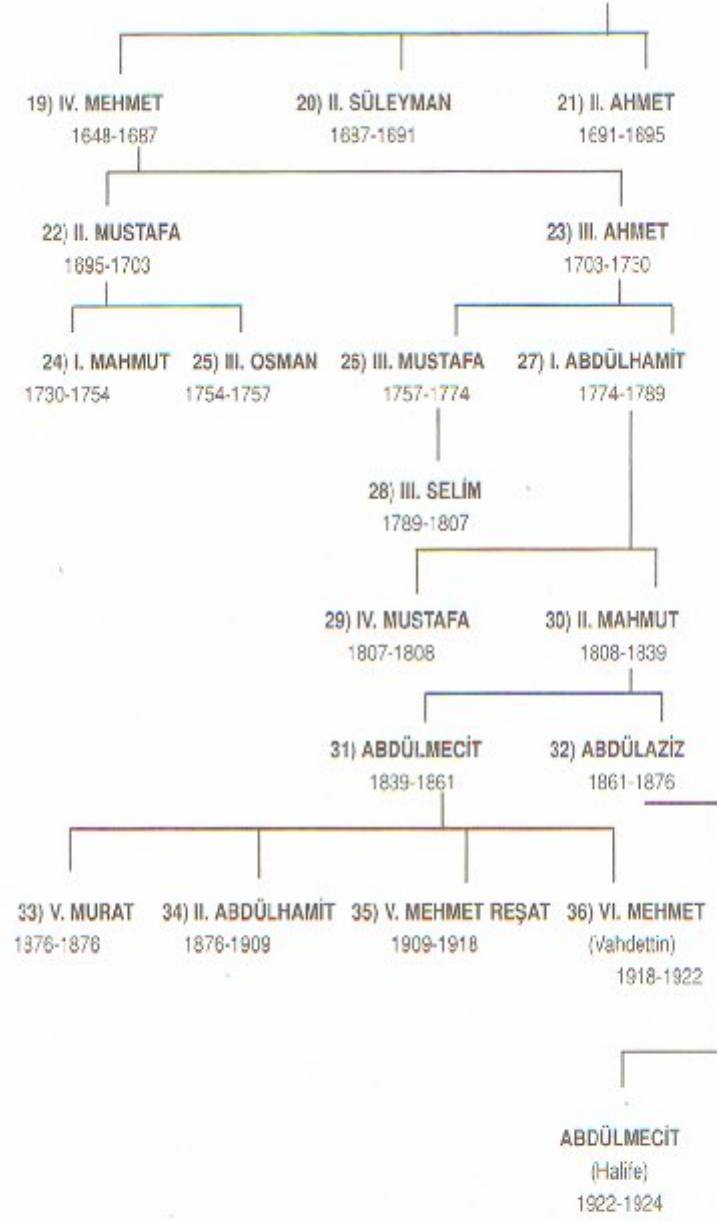 19) IV. MEHMET 20) II. SÜLEYMAN 21) II. AHMET
1648-1687 1687-1691 1691-1695
22) II. MUSTAFA 23) III. AHMET
1695-1703 1703-1730
24) I. MAHMUT 25) III. OSMAN 25) III. MUSTAFA 27) I. ABDÜLHAMİT
1730-1754 1754-1757 1757-1774 1774-1789
28) III. SELİM
1789-1807
29) IV. MUSTAFA 30) II. MAHMUT
1807-1808 1808-1839
31) ABDÜLMECİT 32) ABDÜLAZİZ
1839-1861 1861-1876
33) V. MURAT 34) II. ABDÜLHAMİT 35) V. MEHMET REŞAT 36) VI. MEHMET
1876-1876 1876-1909 1909-1918 (Vahdettin)
1918-1922
ABDÜLMECİT
(Halife)
1922-1924